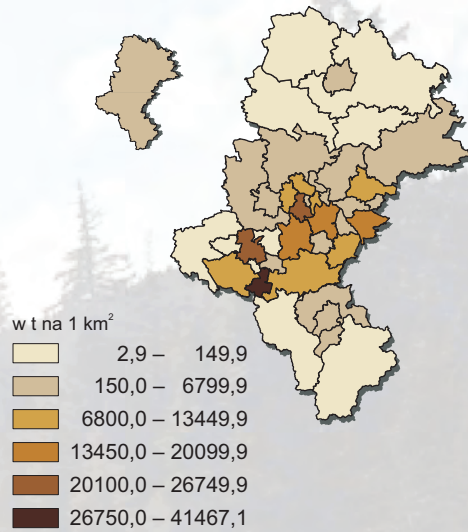 w t na 1 km²
2,9 – 149,9
150,0 – 6799,9
6800,0 – 13449,9
13450,0 – 20099,9
20100,0 – 26749,9
26750,0 – 41467,1